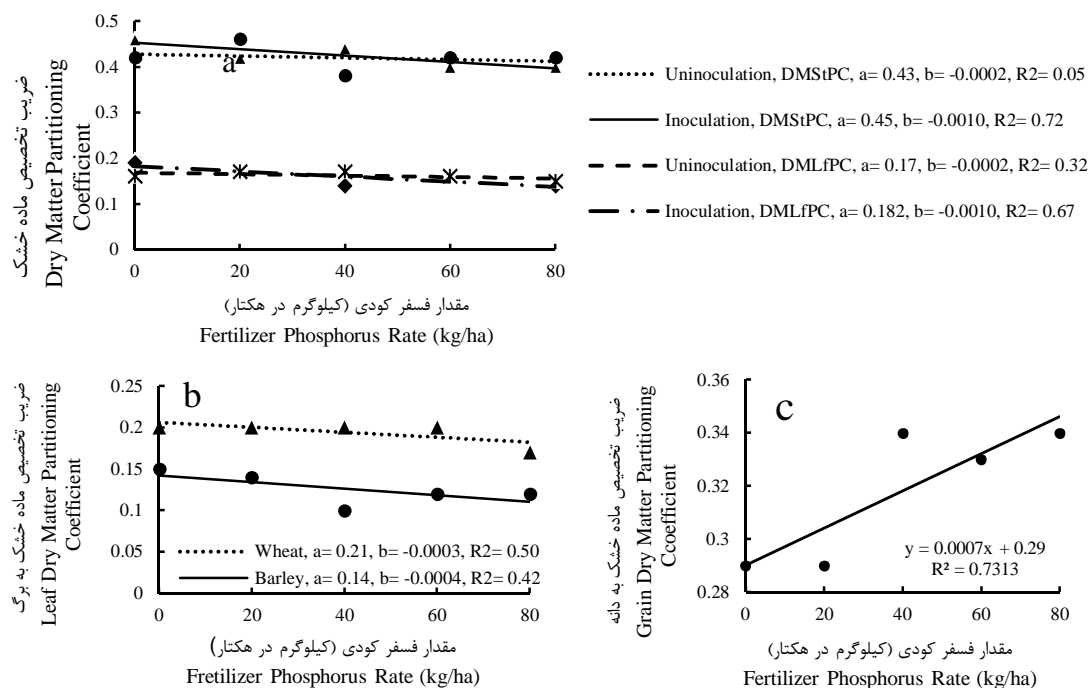 ضریب تخصیص ماده خشک
Dry Matter Partitioning
Coefficient
0.5
0.4
0.3
0.2
0.1
0
a
0 20 40 60 80
مقدار فسفر کودی (کیلوگرم در هکتار)
Fertilizer Phosphorus Rate (kg/ha)
Uninoculation, DMStPC, a= 0.43, b= -0.0002, R2= 0.05
Inoculation, DMStPC, a= 0.45, b= -0.0010, R2= 0.72
Uninoculation, DMLfPC, a= 0.17, b= -0.0002, R2= 0.32
Inoculation, DMLfPC, a= 0.182, b= -0.0010, R2= 0.67
ضریب تخصیص ماده خشک به برگ
Leaf Dry Matter Partitioning
Coefficient
0.25
0.2
0.15
0.1
0.05
0
b
Wheat, a= 0.21, b= -0.0003, R2= 0.50
Barley, a= 0.14, b= -0.0004, R2= 0.42
0 20 40 60 80
مقدار فسفر کودی (کیلوگرم در هکتار)
Fretilizer Phosphorus Rate (kg/ha)
ضریب تخصیص ماده خشک به دانه
Grain Dry Matter Partitioning
Ccoefficient
0.36
0.34
0.32
0.3
0.28
c
y = 0.0007x + 0.29
R² = 0.7313
0 20 40 60 80
مقدار فسفر کودی (کیلوگرم در هکتار)
Fertilizer Phosphorus Rate (kg/ha)